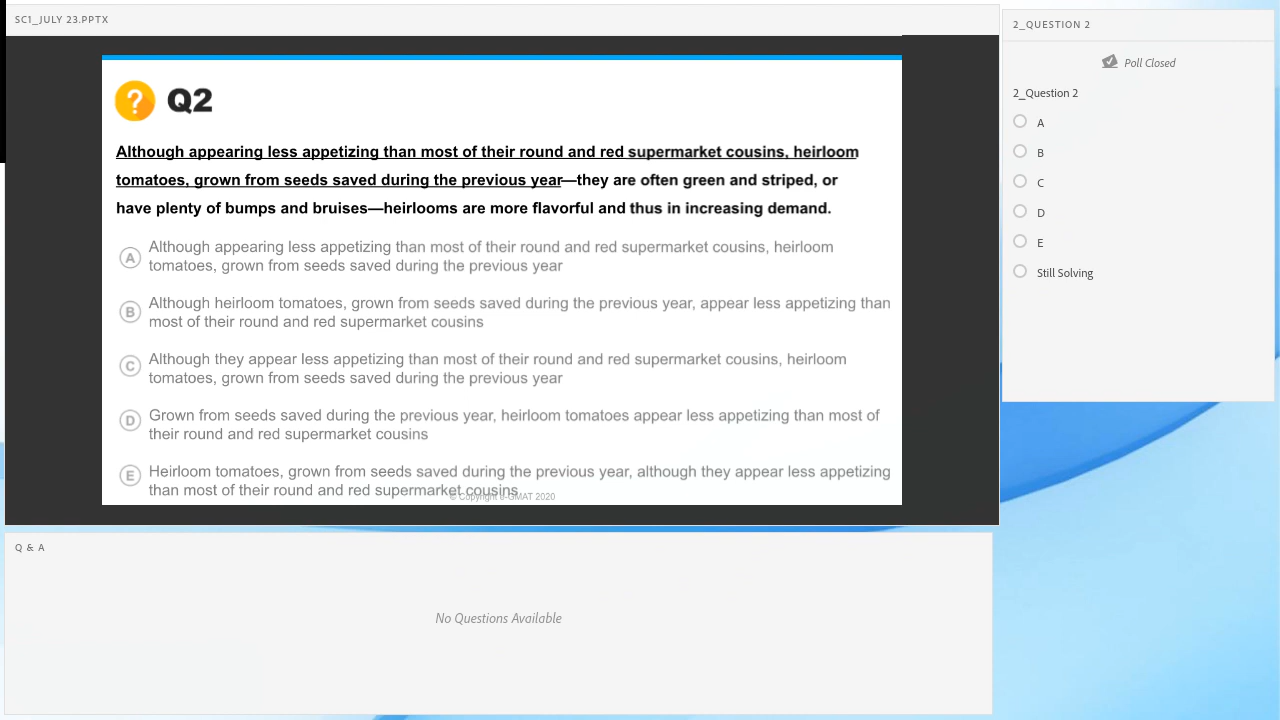 SC1_JULY 23.PPTX
Q2
Although appearing less appetizing than most of their round and red supermarket cousins, heirloom
tomatoes, grown from seeds saved during the previous year—they are often green and striped, or
have plenty of bumps and bruises—heirlooms are more flavorful and thus in increasing demand.
A
Although appearing less appetizing than most of their round and red supermarket cousins, heirloom
tomatoes, grown from seeds saved during the previous year
B
Although heirloom tomatoes, grown from seeds saved during the previous year, appear less appetizing than
most of their round and red supermarket cousins
C
Although they appear less appetizing than most of their round and red supermarket cousins, heirloom
tomatoes, grown from seeds saved during the previous year
D
Grown from seeds saved during the previous year, heirloom tomatoes appear less appetizing than most of
their round and red supermarket cousins
E
Heirloom tomatoes, grown from seeds saved during the previous year, although they appear less appetizing
than most of their round and red supermarket cousins
© Copyright e-GMAT 2020
2_QUESTION 2
Poll Closed
2_Question 2
A
B
C
D
E
Still Solving
Q & A
No Questions Available